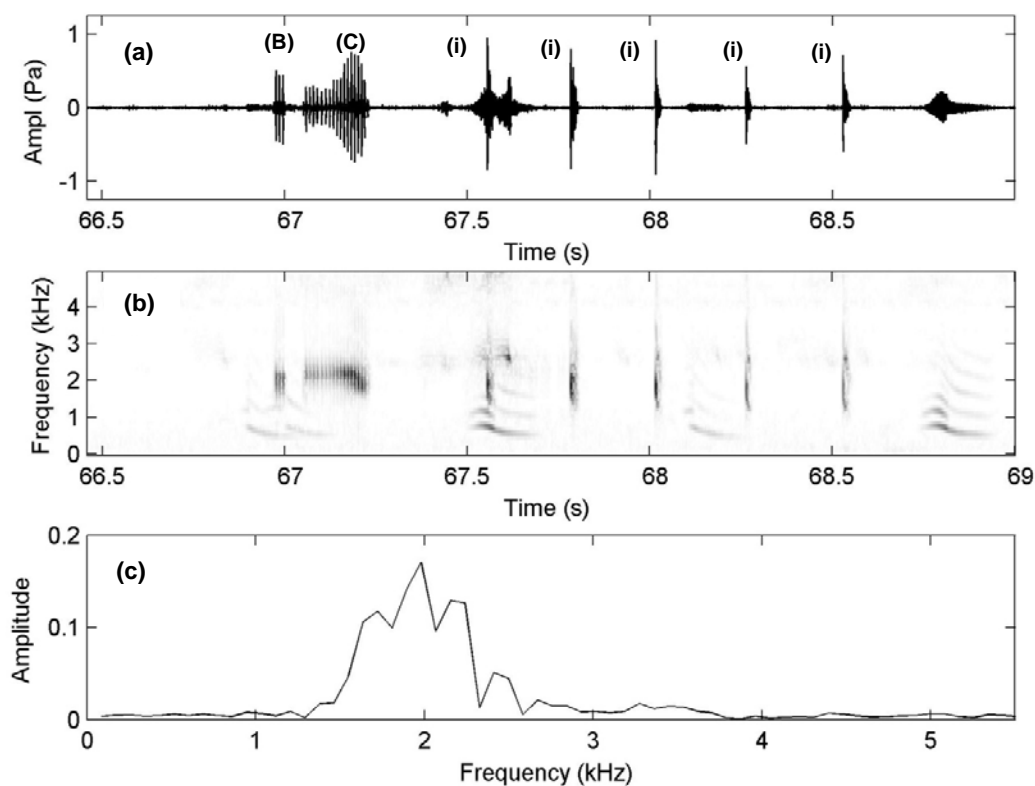 (a) (B) (C) (i) (i) (i) (i) (i)
1
0
-1
Ampl (Pa)
66.5 67 67.5 68 68.5
Time (s)
(b)
4
3
2
1
0
Frequency (kHz)
66.5 67 67.5 68 68.5 69
Time (s)
(c)
0.2
0.1
0
Amplitude
0 1 2 3 4 5
Frequency (kHz)